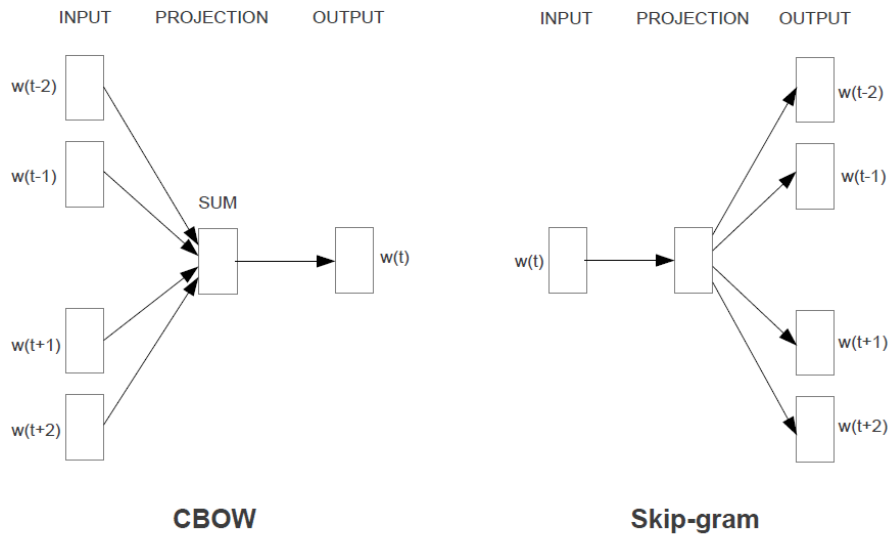 INPUT PROJECTION OUTPUT
w(t-2)
w(t-1)
SUM
w(t)
w(t+1)
w(t+2)
CBOW
INPUT PROJECTION OUTPUT
w(t-2)
w(t-1)
w(t)
w(t+1)
w(t+2)
Skip-gram